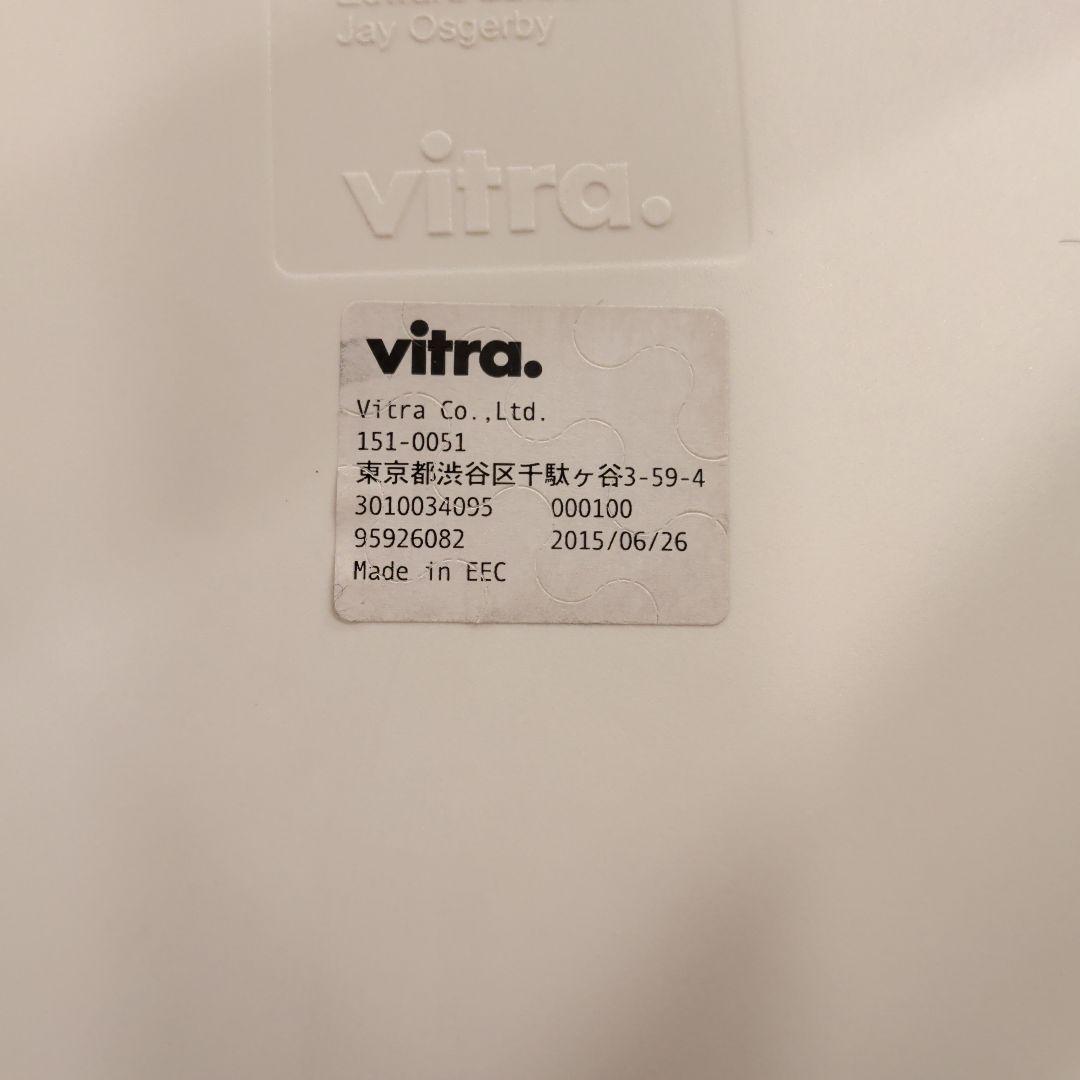 Jay Osgerby
vitra.
vitra.
Vitra Co.,Ltd.
151-0051
東京都渋谷区千駄ヶ谷3-59-4
3010034095 000100
95926082 2015/06/26
Made in EEC